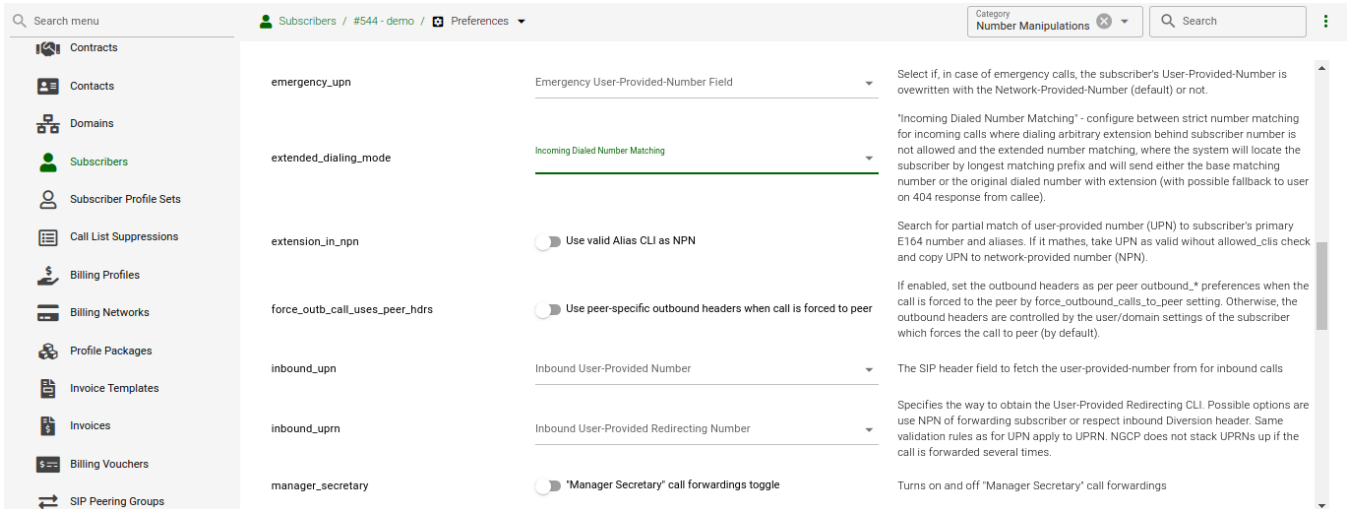 Search menu
Subscribers / #544 - demo / Preferences
Category
Number Manipulations
Search
Contracts
Contacts
Domains
Subscribers
Subscriber Profile Sets
Call List Suppressions
Billing Profiles
Billing Networks
Profile Packages
Invoice Templates
Invoices
Billing Vouchers
SIP Peering Groups
emergency_upn
Emergency User-Provided-Number Field
Select if, in case of emergency calls, the subscriber's User-Provided-Number is
ovewritten with the Network-Provided-Number (default) or not.
extended_dialing_mode
Incoming Dialed Number Matching
"Incoming Dialed Number Matching" - configure between strict number matching
for incoming calls where dialing arbitrary extension behind subscriber number is
not allowed and the extended number matching, where the system will locate the
subscriber by longest matching prefix and will send either the base matching
number or the original dialed number with extension (with possible fallback to user
on 404 response from callee).
extension_in_npn
Use valid Alias CLI as NPN
Search for partial match of user-provided number (UPN) to subscriber's primary
E164 number and aliases. If it mathes, take UPN as valid wihout allowed_clis check
and copy UPN to network-provided number (NPN).
force_outb_call_uses_peer_hdrs
Use peer-specific outbound headers when call is forced to peer
If enabled, set the outbound headers as per peer outbound_* preferences when the
call is forced to the peer by force_outbound_calls_to_peer setting. Otherwise, the
outbound headers are controlled by the user/domain settings of the subscriber
which forces the call to peer (by default).
inbound_upn
Inbound User-Provided Number
The SIP header field to fetch the user-provided-number from for inbound calls
inbound_uprn
Inbound User-Provided Redirecting Number
Specifies the way to obtain the User-Provided Redirecting CLI. Possible options are
use NPN of forwarding subscriber or respect inbound Diversion header. Same
validation rules as for UPN apply to UPRN. NGCP does not stack UPRNs up if the
call is forwarded several times.
manager_secretary
"Manager Secretary" call forwardings toggle
Turns on and off "Manager Secretary" call forwardings